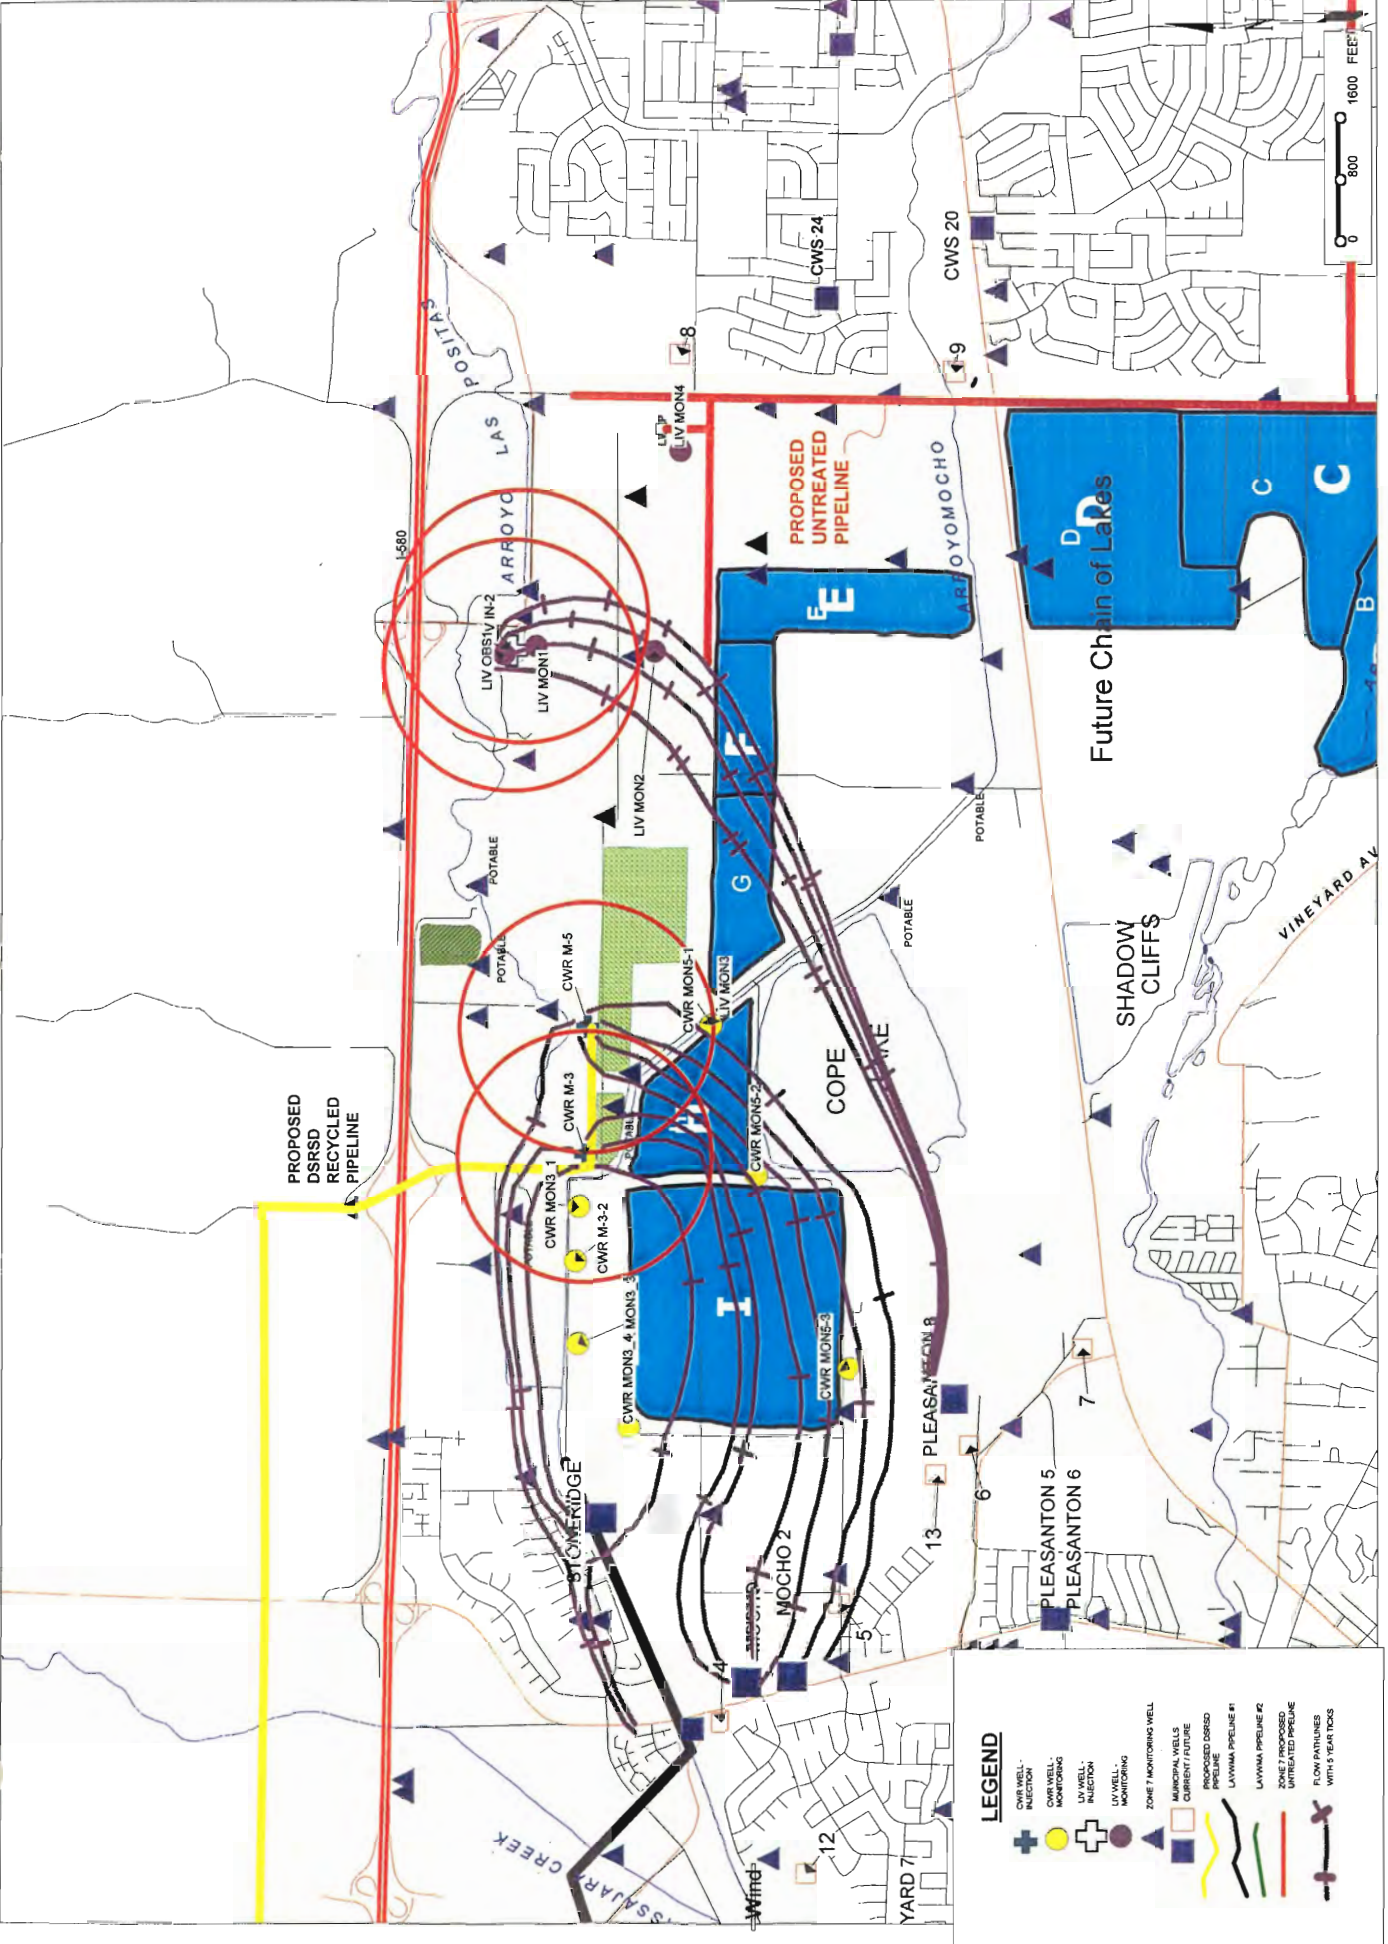 1600 FEET
800
0
CWS 24
CWS 20
8
9
POSITAS
LAS
ARROYO
I-580
LIV MON4
PROPOSED
UNTREATED
PIPELINE
ARROYOMOCHO
D
D
C
C
B
Future Chain of Lakes
E
E
F
G
LIV OBS1
LIV MON1
LIV MON2
POTABLE
POTABLE
POTABLE
POTABLE
SHADOW
CLIFFS
VINEYARD AV
CWR M-5
CWR MON5-1
LIV MON3
CWR M-3
POTABLE
H
CWR MON5-2
COPE
PROPOSED
DSRSD
RECYCLED
PIPELINE
CWR MON3_1
CWR M-3-2
CWR MON3_4
MON3_3
I
CWR MON5-3
PLEASANTON 8
7
6
13
STONERIDGE
MOCHO 2
5
4
PLEASANTON 5
PLEASANTON 6
12
Wind
YARD 7
CREEK
LEGEND
CWR WELL -
INJECTION
CWR WELL -
MONITORING
LIV WELL -
INJECTION
LIV WELL -
MONITORING
ZONE 7 MONITORING WELL
MUNICIPAL WELLS
CURRENT / FUTURE
PROPOSED DSRSD
PIPELINE
LAVWMA PIPELINE #1
LAVWMA PIPELINE #2
ZONE 7 PROPOSED
UNTREATED PIPELINE
FLOW PATHLINES
WITH 5 YEAR TICKS